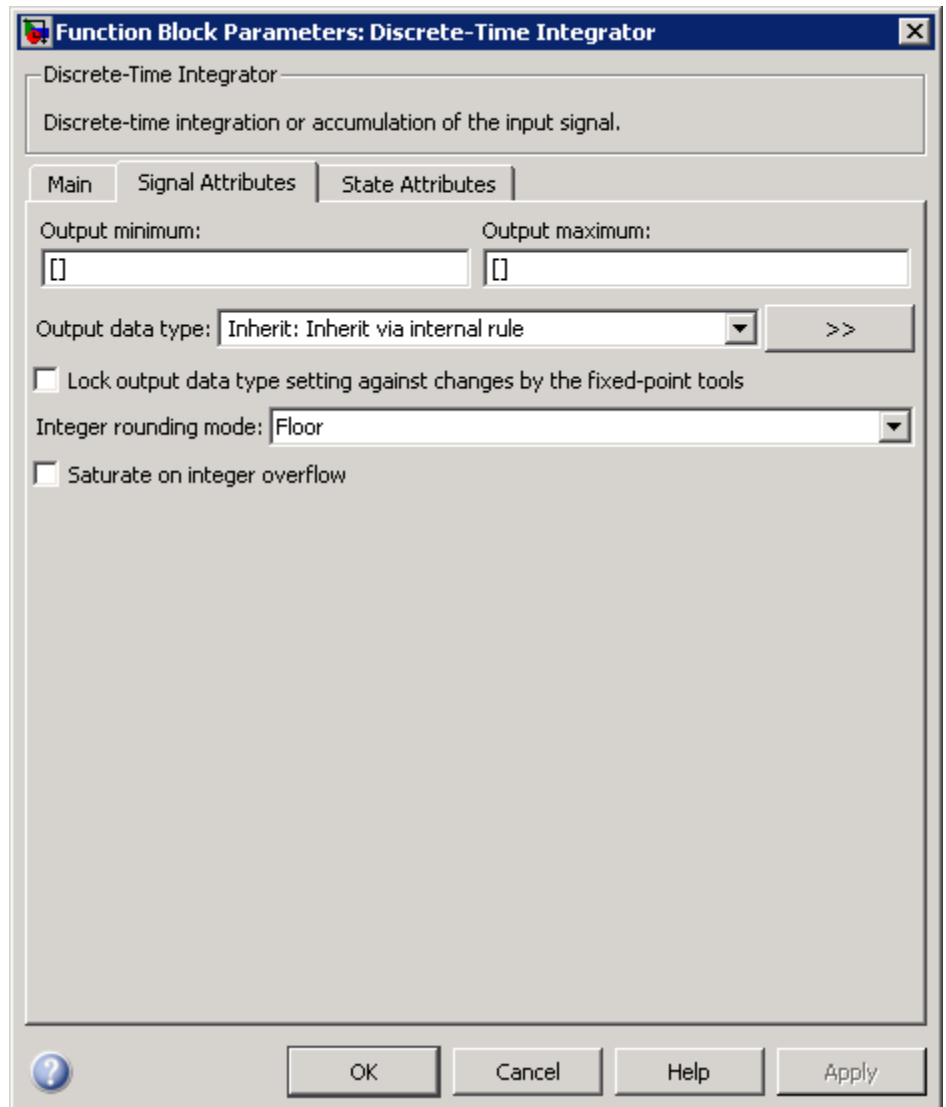 Function Block Parameters: Discrete-Time Integrator
Discrete-Time Integrator
Discrete-time integration or accumulation of the input signal.
Main Signal Attributes State Attributes
Output minimum: Output maximum:
[] []
Output data type: Inherit: Inherit via internal rule >>
Lock output data type setting against changes by the fixed-point tools
Integer rounding mode: Floor
Saturate on integer overflow
? OK Cancel Help Apply